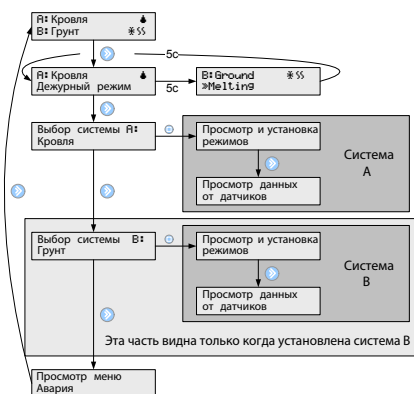 A: Кровля
B: Грунт
5c
A: Кровля
Дежурный режим
5c
B: Ground
»Melting
Выбор системы A:
Кровля
Просмотр и установка
режимов
Просмотр данных
от датчиков
Система
A
Выбор системы B:
Грунт
Просмотр и установка
режимов
Просмотр данных
от датчиков
Система
B
Эта часть видна только когда установлена система B
Просмотр меню
Авария